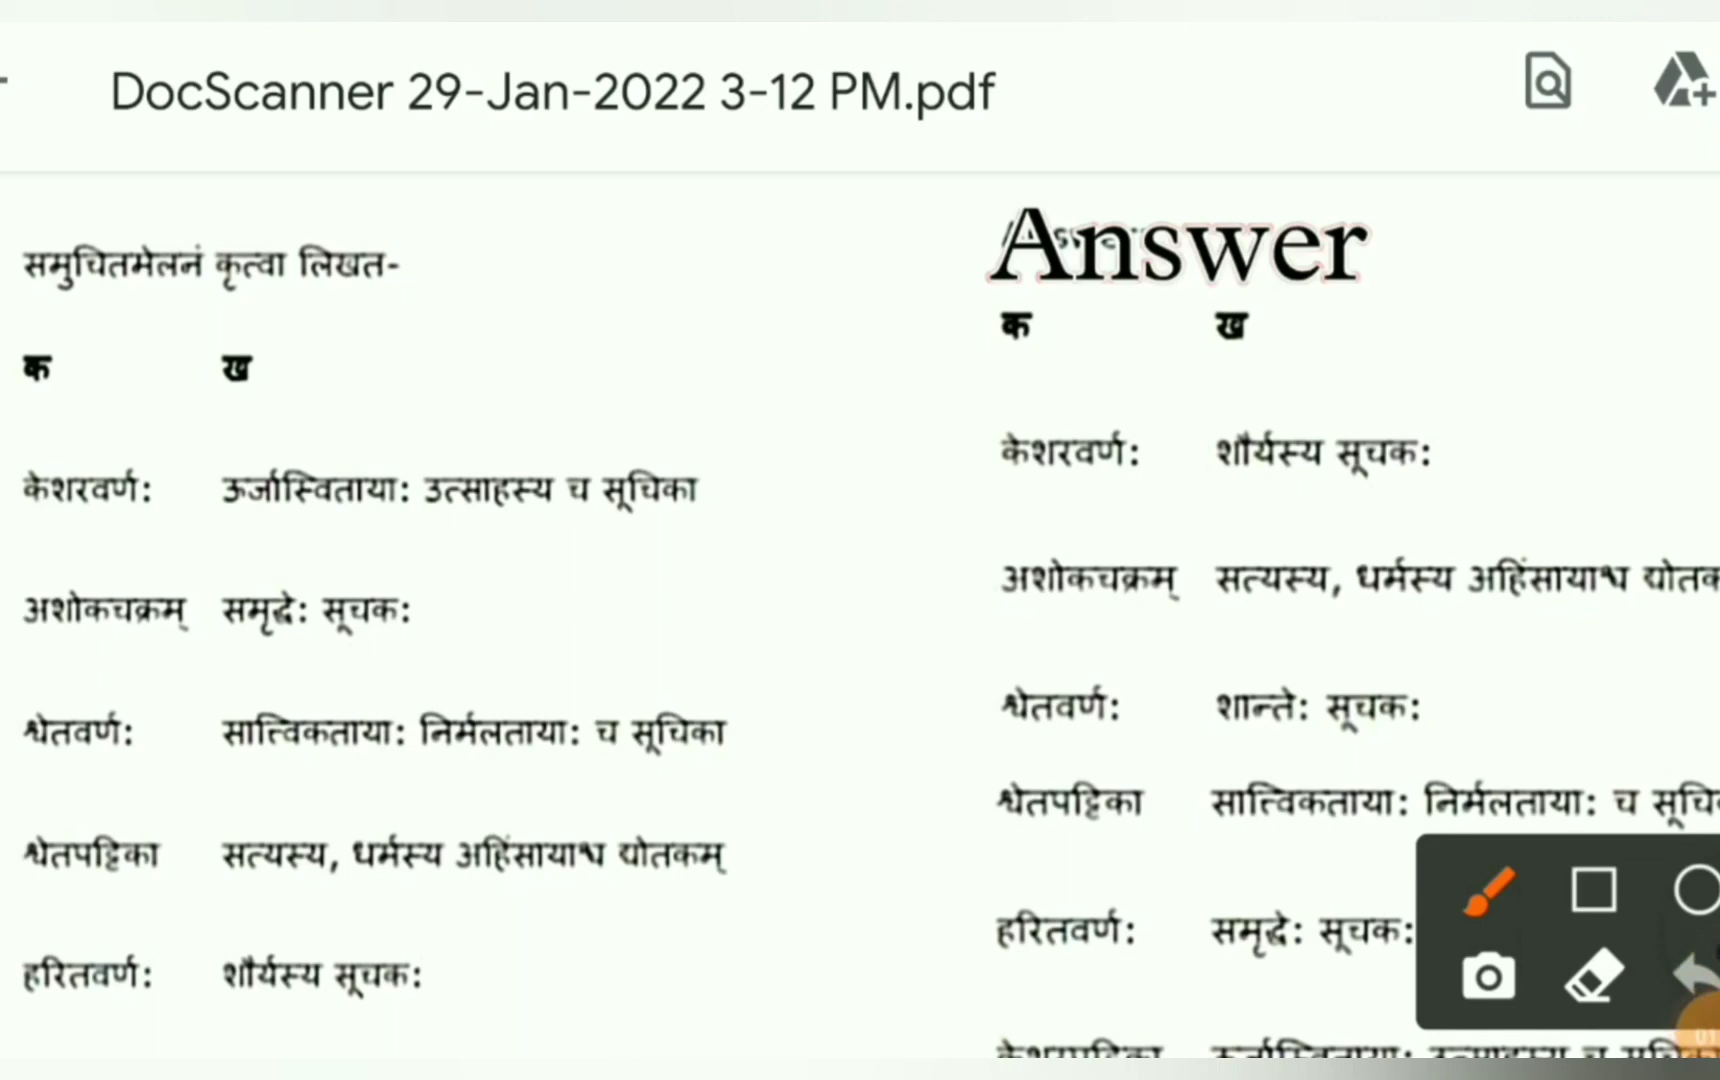 DocScanner 29-Jan-2022 3-12 PM.pdf
समुचितमेलनं कृत्वा लिखत-
क ख
केशरवर्ण: ऊर्जास्विताया: उत्साहस्य च सूचिका
अशोकचक्रम् समृद्धे: सूचक:
श्वेतवर्ण: सात्त्विकताया: निर्मलताया: च सूचिका
श्वेतपट्टिका सत्यस्य, धर्मस्य अहिंसायाश्च द्योतकम्
हरितवर्ण: शौर्यस्य सूचक:
Answer
क ख
केशरवर्ण: शौर्यस्य सूचक:
अशोकचक्रम् सत्यस्य, धर्मस्य अहिंसायाश्च
श्वेतवर्ण: शान्ते: सूचक:
श्वेतपट्टिका सात्त्विकताया: निर्मलताया: च
हरितवर्ण: समृद्धे: सूचक: